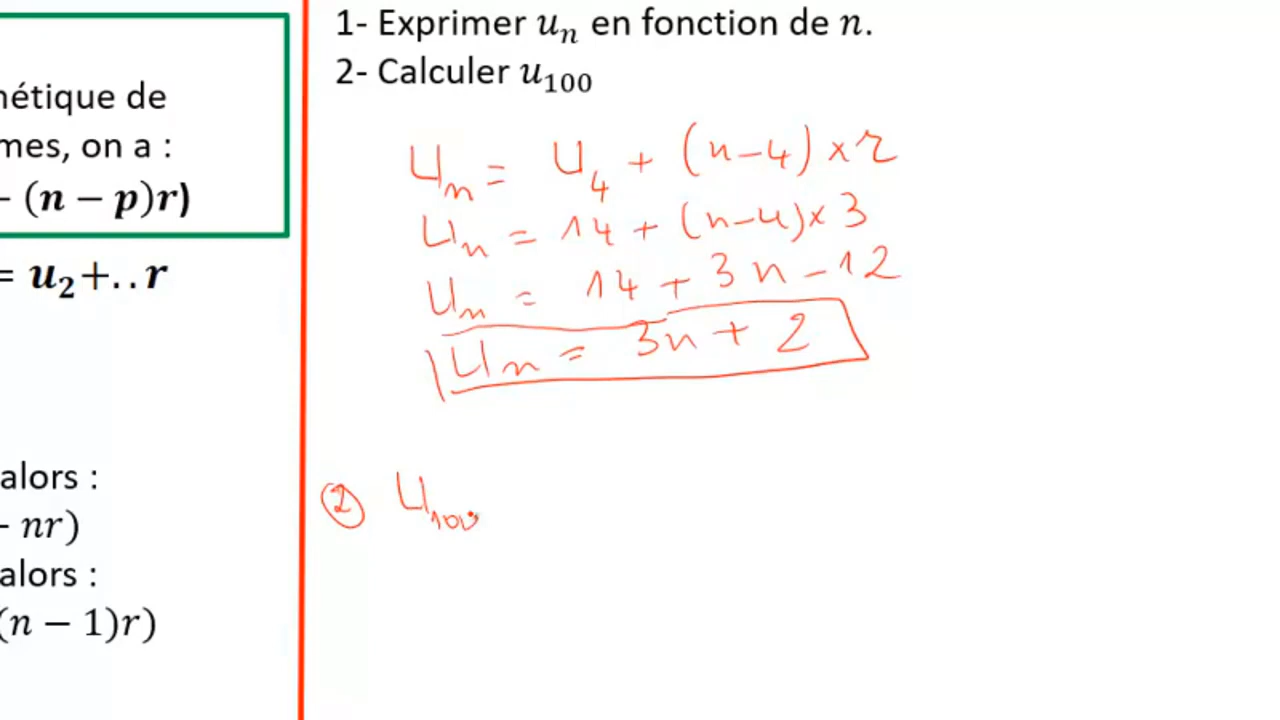 nétique de
mes, on a :
- (n − p)r)
= u₂+..r
alors :
- nr)
alors :
(n − 1)r)
1- Exprimer uₙ en fonction de n.
2- Calculer u₁₀₀
Uₙ = U₄ + (n-4) × r
Uₙ = 14 + (n-4) × 3
Uₙ = 14 + 3n - 12
Uₙ = 3n + 2
② U₁₀₀